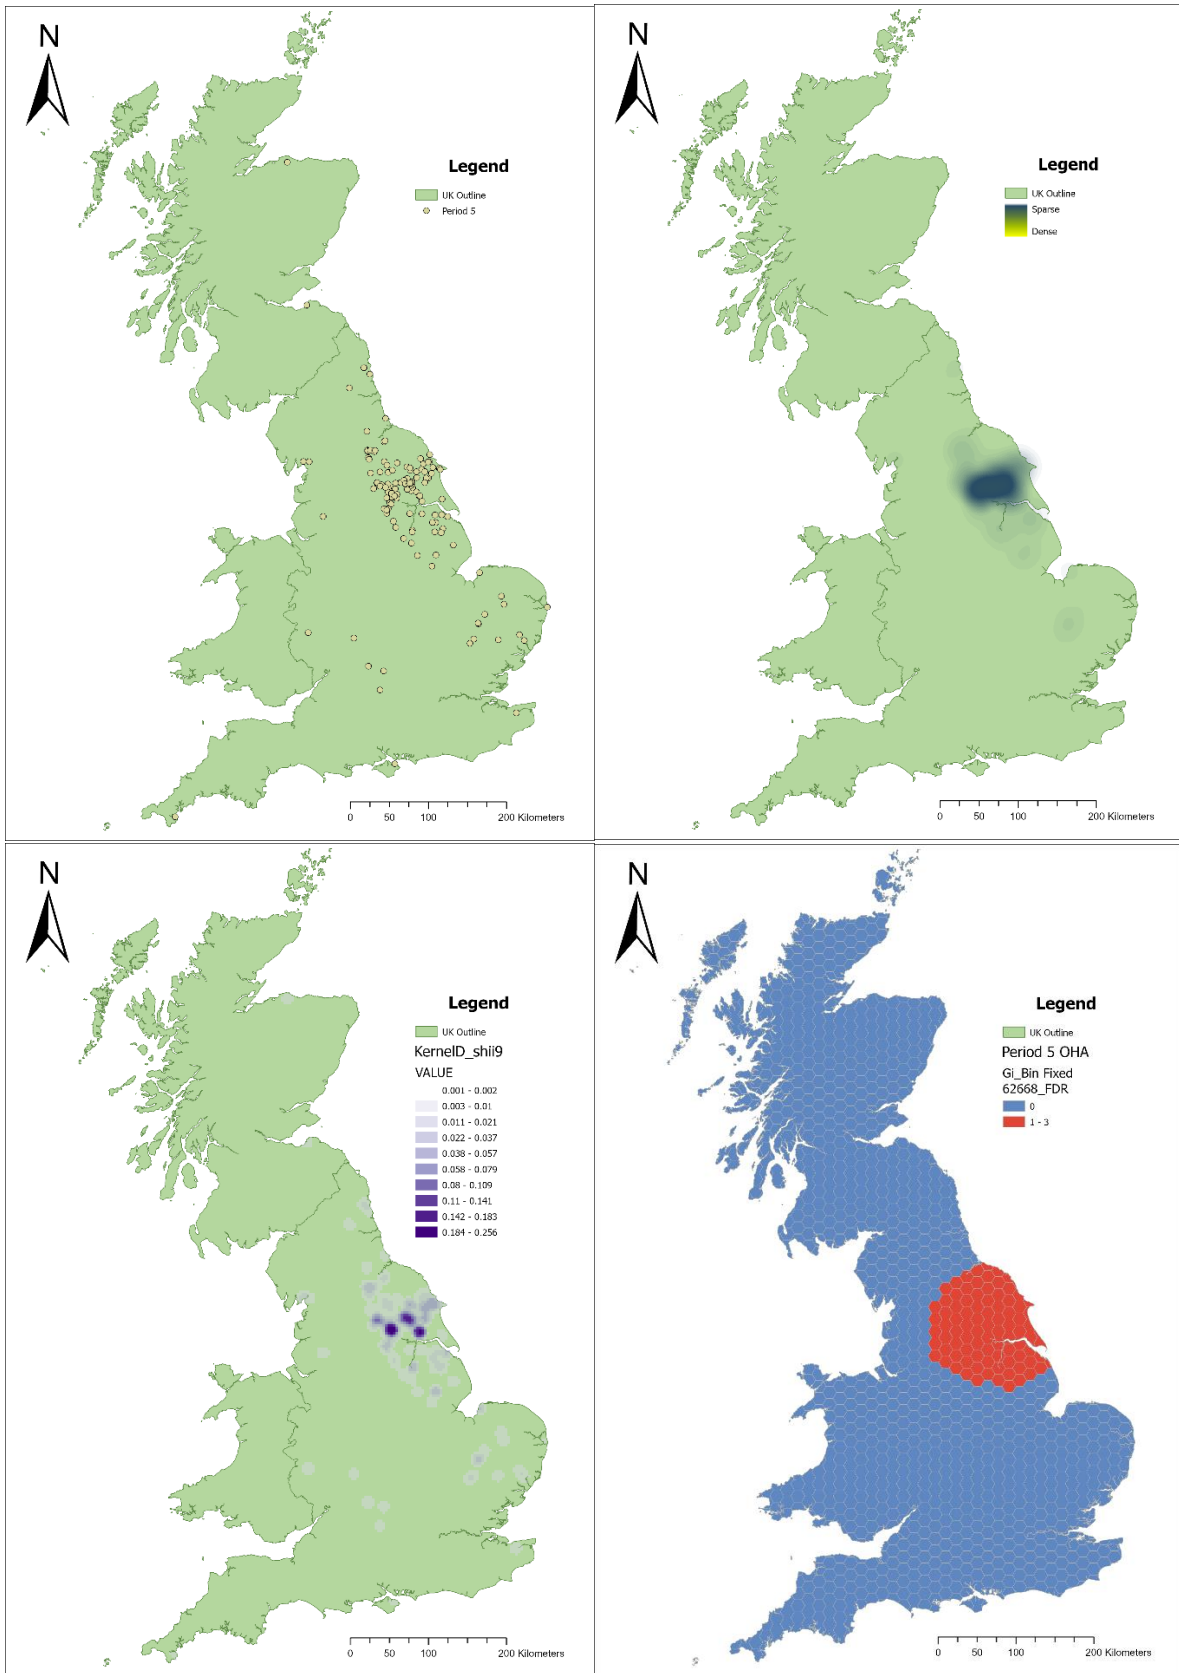 N
Legend
UK Outline
Period 5
0 50 100 200 Kilometers
N
Legend
UK Outline
Sparse
Dense
0 50 100 200 Kilometers
N
Legend
UK Outline
KernelD_shii9
VALUE
0.001 - 0.002
0.003 - 0.01
0.011 - 0.021
0.022 - 0.037
0.038 - 0.057
0.058 - 0.079
0.08 - 0.109
0.11 - 0.141
0.142 - 0.183
0.184 - 0.256
0 50 100 200 Kilometers
N
Legend
UK Outline
Period 5 OHA
Gi_Bin Fixed
62668_FDR
0
1 - 3
0 50 100 200 Kilometers